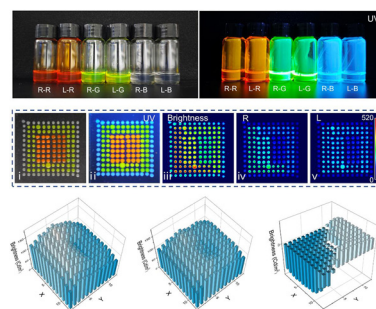 UV
R-R L-R R-G L-G R-B L-B
R-R L-R R-G L-G R-B L-B
UV Brightness R L 520
i ii iii iv v 0
Brightness (Cd/m²) Brightness (Cd/m²) Brightness (Cd/m²)
X Y X Y X Y